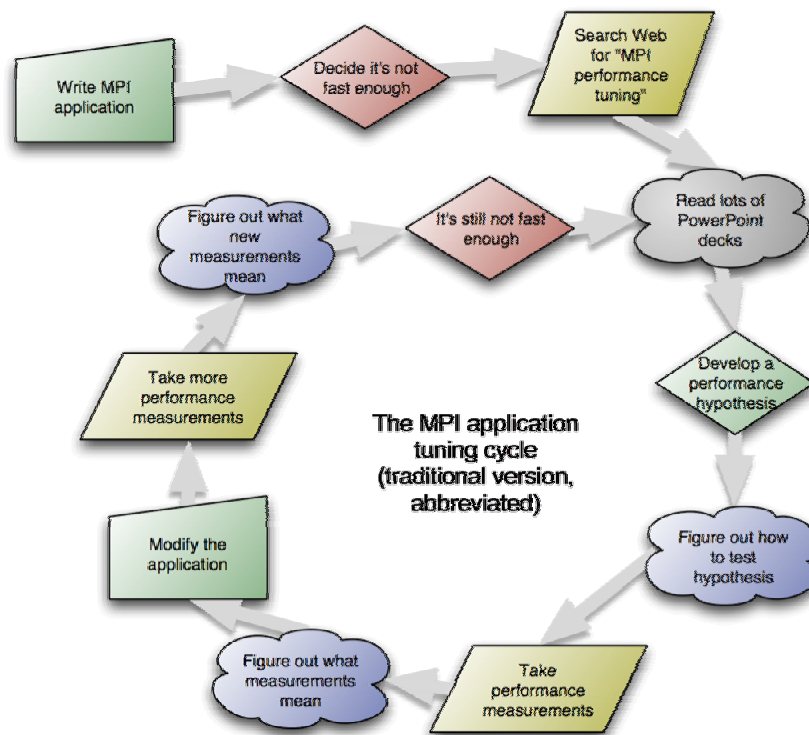 Write MPI
application
Decide it's not
fast enough
Search Web
for "MPI
performance
tuning"
Read lots of
PowerPoint
decks
Develop a
performance
hypothesis
Figure out how
to test
hypothesis
Take
performance
measurements
Figure out what
measurements
mean
Modify the
application
Take more
performance
measurements
Figure out what
new
measurements
mean
It's still not fast
enough
The MPI application
tuning cycle
(traditional version,
abbreviated)